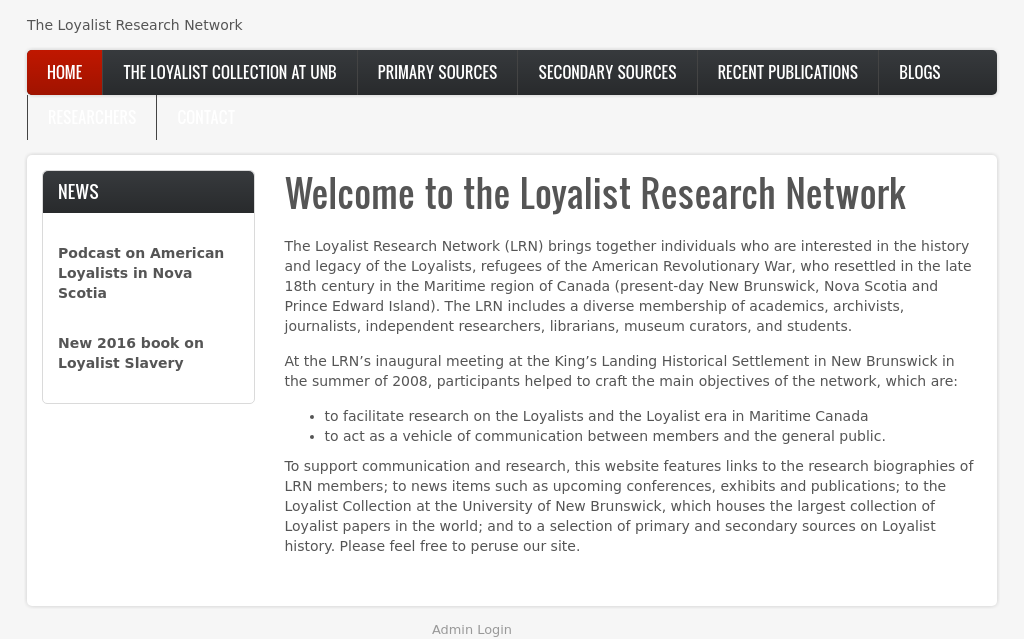 The Loyalist Research Network
HOME THE LOYALIST COLLECTION AT UNB PRIMARY SOURCES SECONDARY SOURCES RECENT PUBLICATIONS BLOGS
RESEARCHERS CONTACT
NEWS
Podcast on American
Loyalists in Nova
Scotia
New 2016 book on
Loyalist Slavery
Welcome to the Loyalist Research Network
The Loyalist Research Network (LRN) brings together individuals who are interested in the history
and legacy of the Loyalists, refugees of the American Revolutionary War, who resettled in the late
18th century in the Maritime region of Canada (present-day New Brunswick, Nova Scotia and
Prince Edward Island). The LRN includes a diverse membership of academics, archivists,
journalists, independent researchers, librarians, museum curators, and students.
At the LRN’s inaugural meeting at the King’s Landing Historical Settlement in New Brunswick in
the summer of 2008, participants helped to craft the main objectives of the network, which are:
• to facilitate research on the Loyalists and the Loyalist era in Maritime Canada
• to act as a vehicle of communication between members and the general public.
To support communication and research, this website features links to the research biographies of
LRN members; to news items such as upcoming conferences, exhibits and publications; to the
Loyalist Collection at the University of New Brunswick, which houses the largest collection of
Loyalist papers in the world; and to a selection of primary and secondary sources on Loyalist
history. Please feel free to peruse our site.
Admin Login